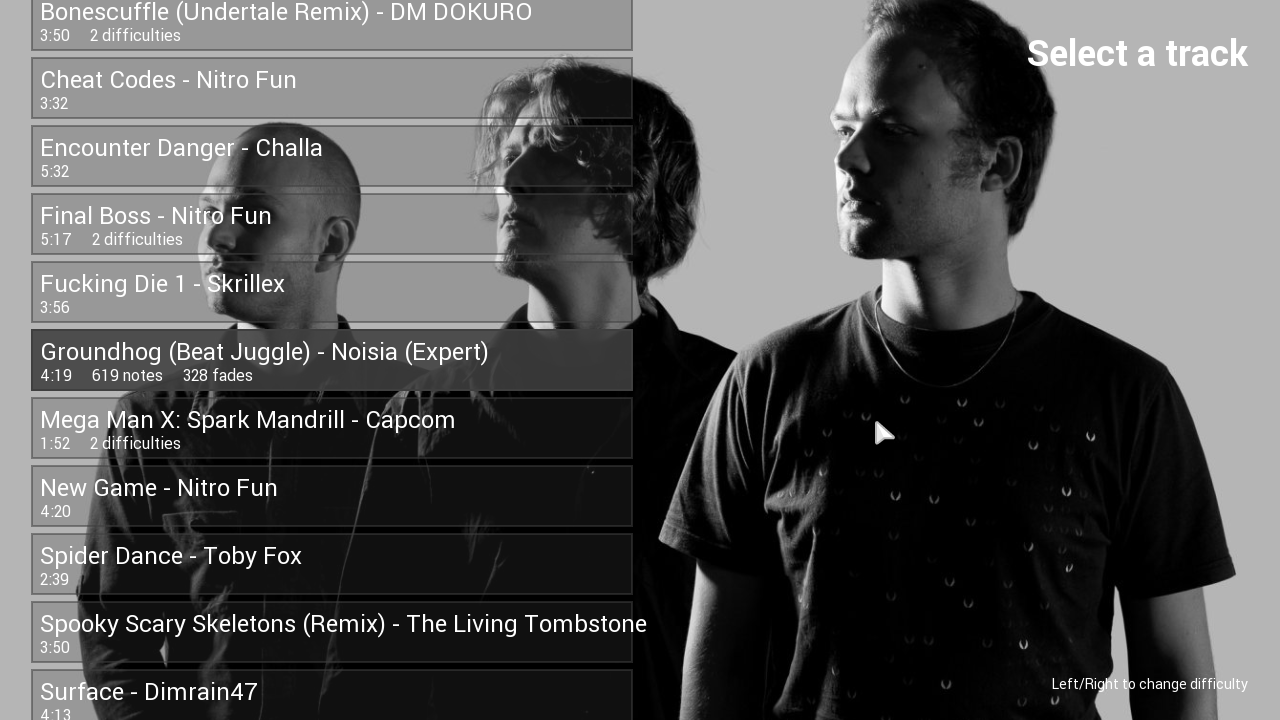 Bonescuffle (Undertale Remix) - DM DOKURO
3:50 2 difficulties
Select a track
Cheat Codes - Nitro Fun
3:32
Encounter Danger - Challa
5:32
Final Boss - Nitro Fun
5:17 2 difficulties
Fucking Die 1 - Skrillex
3:56
Groundhog (Beat Juggle) - Noisia (Expert)
4:19 619 notes 328 fades
Mega Man X: Spark Mandrill - Capcom
1:52 2 difficulties
New Game - Nitro Fun
4:20
Spider Dance - Toby Fox
2:39
Spooky Scary Skeletons (Remix) - The Living Tombstone
3:50
Surface - Dimrain47
4:13
Left/Right to change difficulty